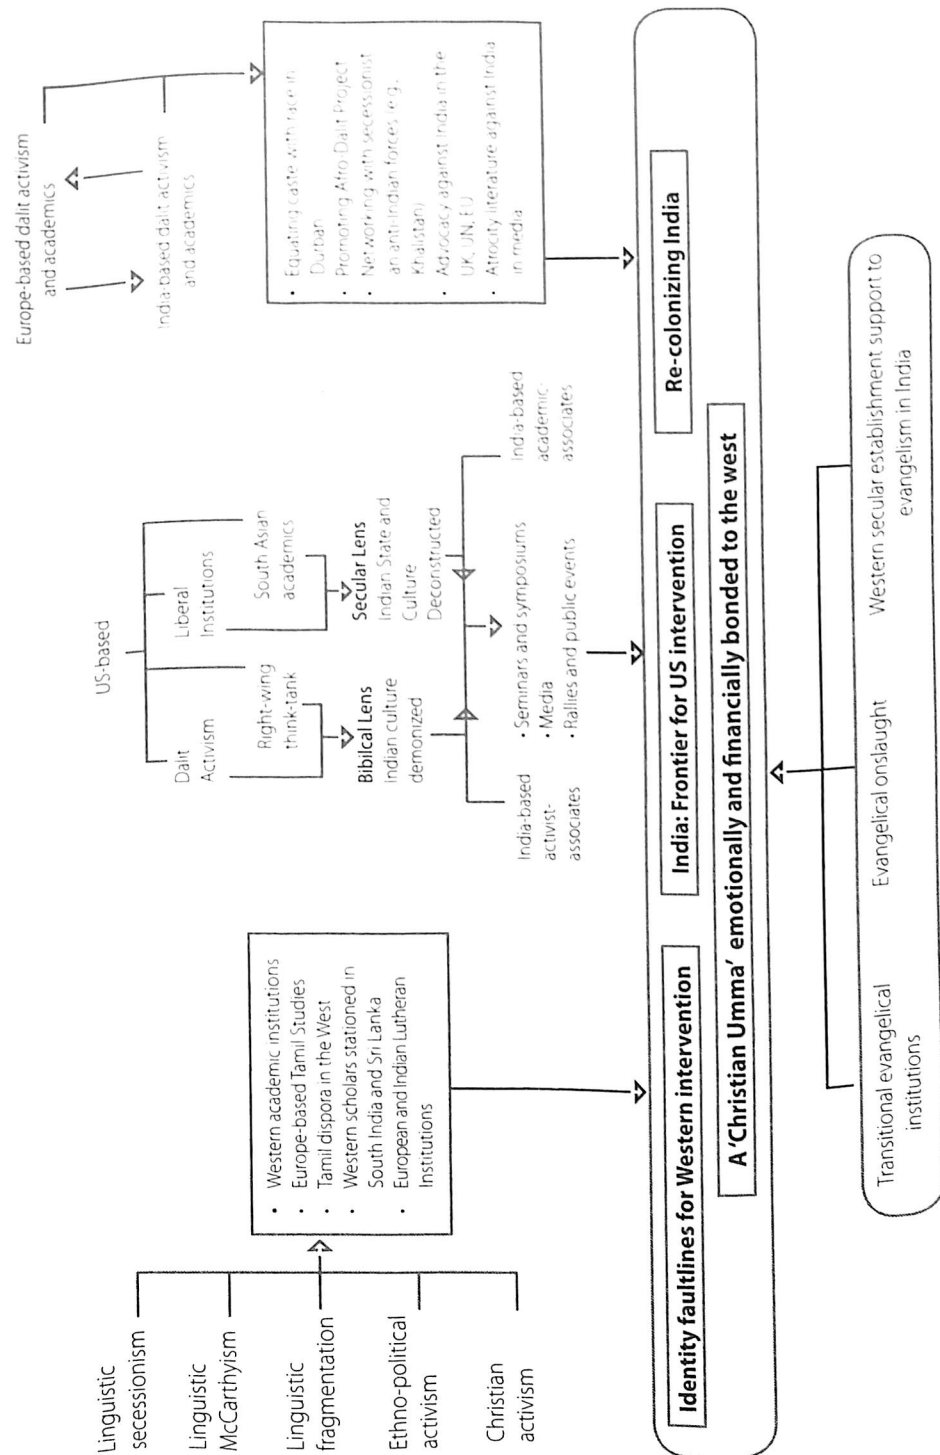 Linguistic
secessionism
Linguistic
McCarthyism
Linguistic
fragmentation
Ethno-political
activism
Christian
activism
• Western academic institutions
• Europe-based Tamil Studies
• Tamil dispora in the West
• Western scholars stationed in
South India and Sri Lanka
• European and Indian Lutheran
Institutions
US-based
Dalit
Activism
Right-wing
think-tank
Liberal
Institutions
South Asian
academics
Bibilcal Lens
Indian culture
demonized
Secular Lens
Indian State and
Culture
Deconstructed
India-based
activist-
associates
• Seminars and symposiums
• Media
• Rallies and public events
India-based
academic-
associates
Europe-based dalit activism
and academics
India-based dalit activism
and academics
• Equating caste with race in
Durban
• Promoting Afro-Dalit Project
• Networking with secessionist
an antiindian forces (e.g,
Khalistan)
• Advocacy against India in the
UK, UN, EU
• Atrocity literature against India
in media
Identity faultlines for Western intervention
India: Frontier for US intervention
Re-colonizing India
A 'Christian Umma' emotionally and financially bonded to the west
Transitional evangelical
institutions
Evangelical onslaught
Western secular establishment support to
evangelism in India